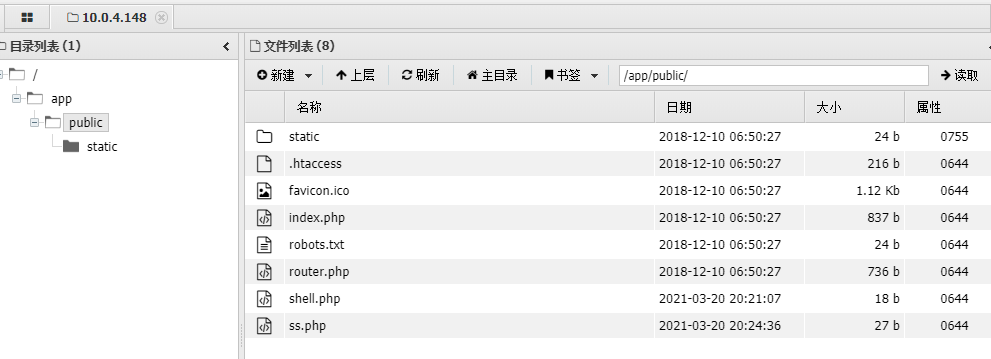 10.0.4.148
目录列表 (1)
/
app
public
static
文件列表 (8)
新建 上层 刷新 主目录 书签 /app/public/ 读取
名称 日期 大小 属性
static 2018-12-10 06:50:27 24 b 0755
.htaccess 2018-12-10 06:50:27 216 b 0644
favicon.ico 2018-12-10 06:50:27 1.12 Kb 0644
index.php 2018-12-10 06:50:27 837 b 0644
robots.txt 2018-12-10 06:50:27 24 b 0644
router.php 2018-12-10 06:50:27 736 b 0644
shell.php 2021-03-20 20:21:07 18 b 0644
ss.php 2021-03-20 20:24:36 27 b 0644